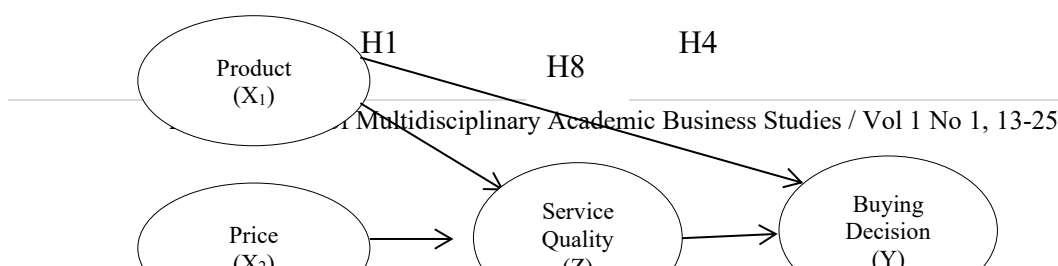 H1
H4
H8
Product
(X₁)
Multidisciplinary Academic Business Studies / Vol 1 No 1, 13-25
Service
Quality
(Z)
Buying
Decision
(Y)
Price
(X₂)